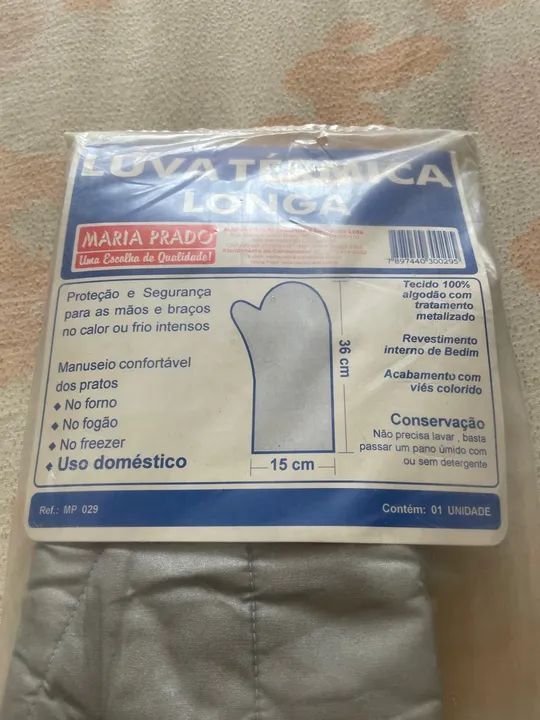 LUVA TÉRMICA
LONGA
MARIA PRADO
Uma Escolha de Qualidade!
7 897440 300295
Proteção e Segurança
para as mãos e braços
no calor ou frio intensos
Manuseio confortável
dos pratos
◆ No forno
◆ No fogão
◆ No freezer
◆ Uso doméstico
36 cm
15 cm
Tecido 100%
algodão com
tratamento
metalizado
Revestimento
interno de Bedim
Acabamento com
viés colorido
Conservação
Não precisa lavar , basta
passar um pano úmido com
ou sem detergente
Ref.: MP 029
Contém: 01 UNIDADE